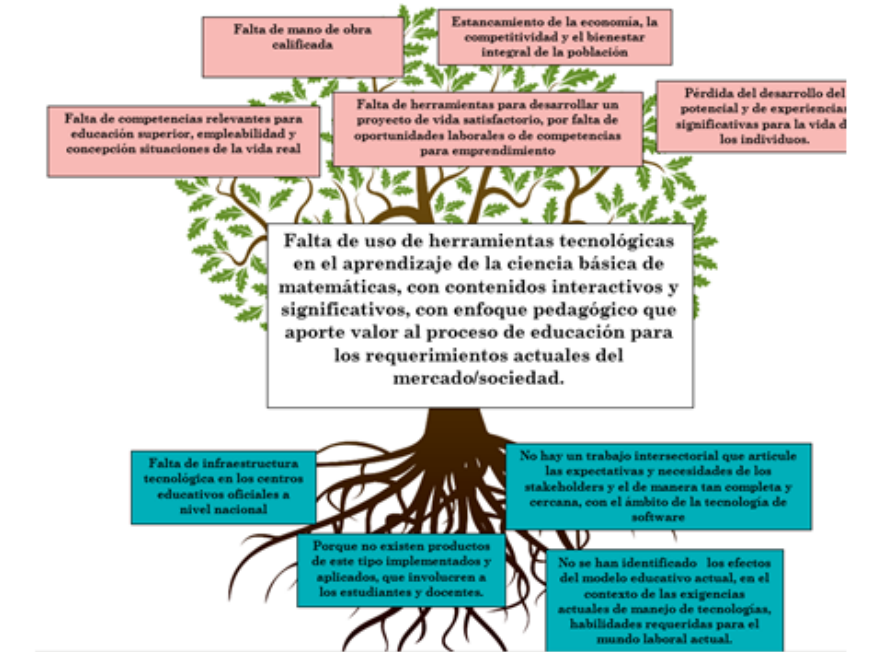 Falta de mano de obra
calificada
Estancamiento de la economía, la
competitividad y el bienestar
integral de la población
Falta de competencias relevantes para
educación superior, empleabilidad y
concepción situaciones de la vida real
Falta de herramientas para desarrollar un
proyecto de vida satisfactorio, por falta de
oportunidades laborales o de competencias
para emprendimiento
Pérdida del desarrollo del
potencial y de experiencias
significativas para la vida d
los individuos.
Falta de uso de herramientas tecnológicas
en el aprendizaje de la ciencia básica de
matemáticas, con contenidos interactivos y
significativos, con enfoque pedagógico que
aporte valor al proceso de educación para
los requerimientos actuales del
mercado/sociedad.
Falta de infraestructura
tecnológica en los centros
educativos oficiales a
nivel nacional
No hay un trabajo intersectorial que articule
las expectativas y necesidades de los
stakeholders y el de manera tan completa y
cercana, con el ámbito de la tecnología de
software
Porque no existen productos
de este tipo implementados y
aplicados, que involucren a
los estudiantes y docentes.
No se han identificado los efectos
del modelo educativo actual, en el
contexto de las exigencias
actuales de manejo de tecnologías,
habilidades requeridas para el
mundo laboral actual.